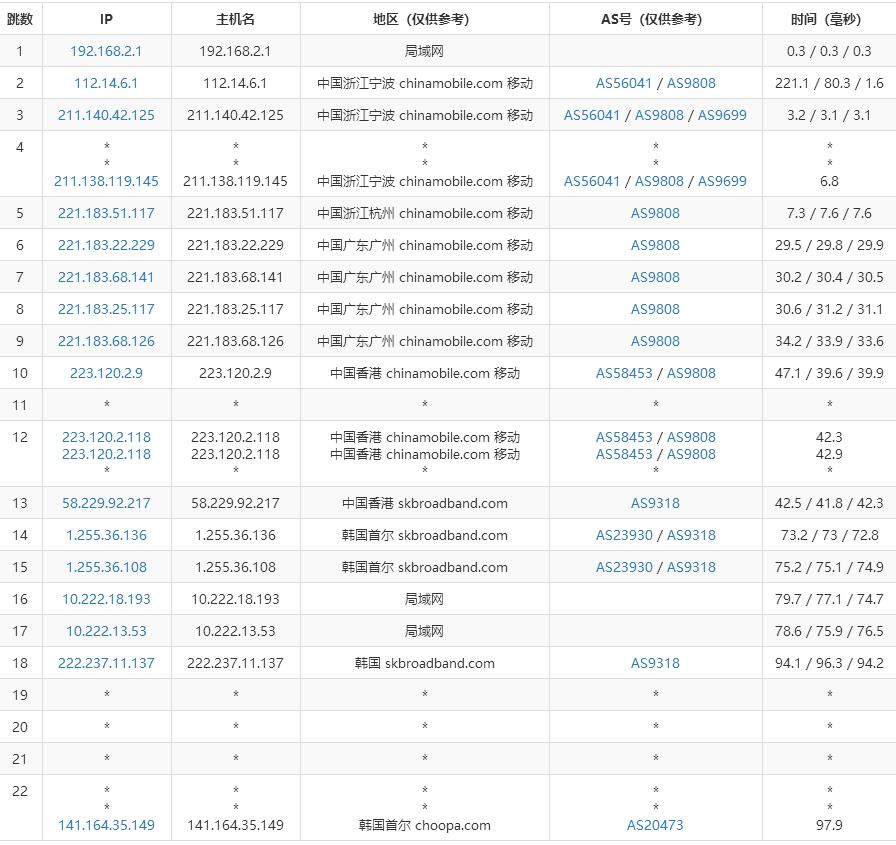 跳数 IP 主机名 地区（仅供参考） AS号（仅供参考） 时间（毫秒）
1 192.168.2.1 192.168.2.1 局域网 0.3 / 0.3 / 0.3
2 112.14.6.1 112.14.6.1 中国浙江宁波 chinamobile.com 移动 AS56041 / AS9808 221.1 / 80.3 / 1.6
3 211.140.42.125 211.140.42.125 中国浙江宁波 chinamobile.com 移动 AS56041 / AS9808 / AS9699 3.2 / 3.1 / 3.1
4 * * * * *
* * * * *
211.138.119.145 211.138.119.145 中国浙江宁波 chinamobile.com 移动 AS56041 / AS9808 / AS9699 6.8
5 221.183.51.117 221.183.51.117 中国浙江杭州 chinamobile.com 移动 AS9808 7.3 / 7.6 / 7.6
6 221.183.22.229 221.183.22.229 中国广东广州 chinamobile.com 移动 AS9808 29.5 / 29.8 / 29.9
7 221.183.68.141 221.183.68.141 中国广东广州 chinamobile.com 移动 AS9808 30.2 / 30.4 / 30.5
8 221.183.25.117 221.183.25.117 中国广东广州 chinamobile.com 移动 AS9808 30.6 / 31.2 / 31.1
9 221.183.68.126 221.183.68.126 中国广东广州 chinamobile.com 移动 AS9808 34.2 / 33.9 / 33.6
10 223.120.2.9 223.120.2.9 中国香港 chinamobile.com 移动 AS58453 / AS9808 47.1 / 39.6 / 39.9
11 * * * * *
12 223.120.2.118 223.120.2.118 中国香港 chinamobile.com 移动 AS58453 / AS9808 42.3
223.120.2.118 223.120.2.118 中国香港 chinamobile.com 移动 AS58453 / AS9808 42.9
* * * * *
13 58.229.92.217 58.229.92.217 中国香港 skbroadband.com AS9318 42.5 / 41.8 / 42.3
14 1.255.36.136 1.255.36.136 韩国首尔 skbroadband.com AS23930 / AS9318 73.2 / 73 / 72.8
15 1.255.36.108 1.255.36.108 韩国首尔 skbroadband.com AS23930 / AS9318 75.2 / 75.1 / 74.9
16 10.222.18.193 10.222.18.193 局域网 79.7 / 77.1 / 74.7
17 10.222.13.53 10.222.13.53 局域网 78.6 / 75.9 / 76.5
18 222.237.11.137 222.237.11.137 韩国 skbroadband.com AS9318 94.1 / 96.3 / 94.2
19 * * * * *
20 * * * * *
21 * * * * *
22 * * * * *
* * * * *
141.164.35.149 141.164.35.149 韩国首尔 choopa.com AS20473 97.9